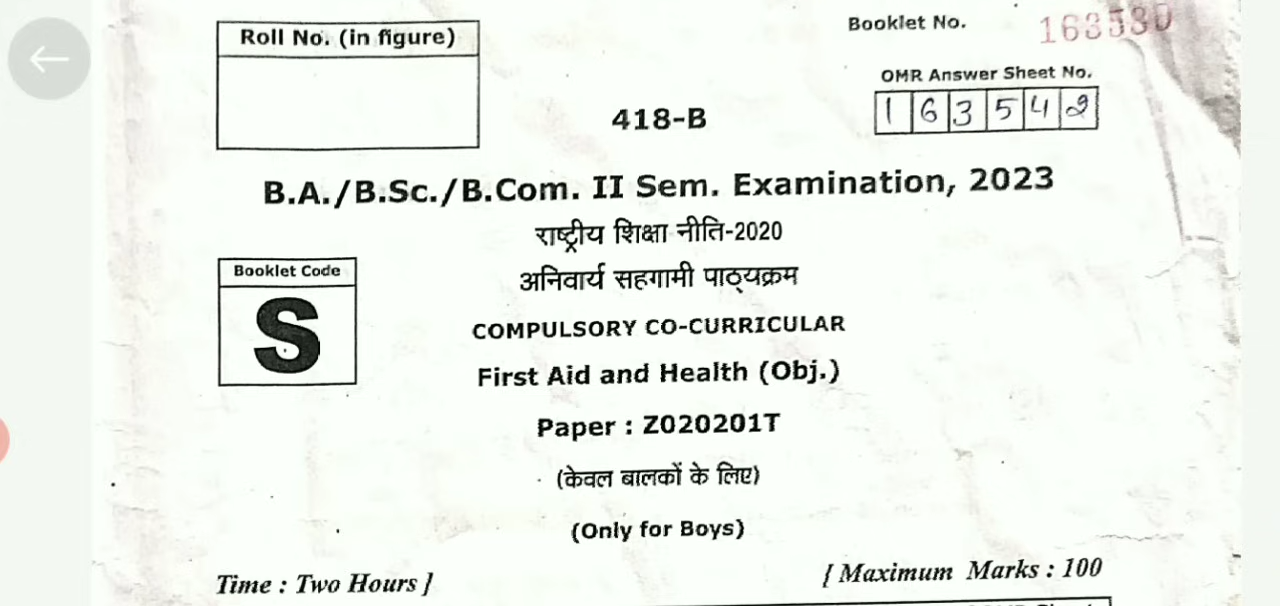 Roll No. (in figure)
Booklet No.
OMR Answer Sheet No.
163542
418-B
B.A./B.Sc./B.Com. II Sem. Examination, 2023
राष्ट्रीय शिक्षा नीति-2020
अनिवार्य सहगामी पाठ्यक्रम
Booklet Code
S
COMPULSORY CO-CURRICULAR
First Aid and Health (Obj.)
Paper : Z020201T
(केवल बालकों के लिए)
(Only for Boys)
Time : Two Hours ]
[ Maximum Marks : 100